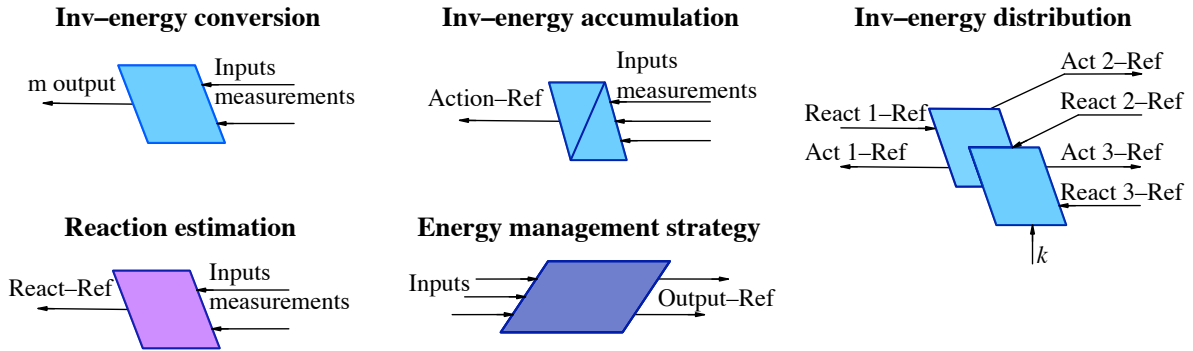 Inv–energy conversion
m output
Inputs
measurements
Inv–energy accumulation
Action–Ref
Inputs
measurements
Inv–energy distribution
Act 2–Ref
React 1–Ref
React 2–Ref
Act 1–Ref
Act 3–Ref
React 3–Ref
k
Reaction estimation
React–Ref
Inputs
measurements
Energy management strategy
Inputs
Output–Ref